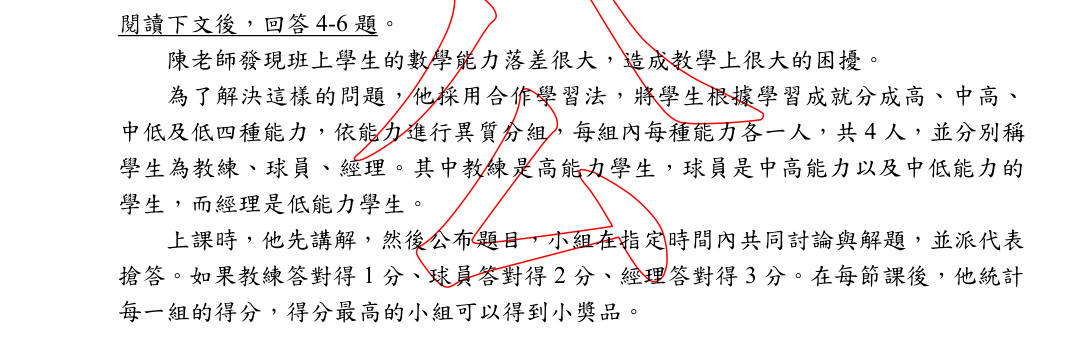 閱讀下文後，回答 4-6 題。
陳老師發現班上學生的數學能力落差很大，造成教學上很大的困擾。
為了解決這樣的問題，他採用合作學習法，將學生根據學習成就分成高、中高、
中低及低四種能力，依能力進行異質分組，每組內每種能力各一人，共 4 人，並分別稱
學生為教練、球員、經理。其中教練是高能力學生，球員是中高能力以及中低能力的
學生，而經理是低能力學生。
上課時，他先講解，然後公布題目，小組在指定時間內共同討論與解題，並派代表
搶答。如果教練答對得 1 分、球員答對得 2 分、經理答對得 3 分。在每節課後，他統計
每一組的得分，得分最高的小組可以得到小獎品。